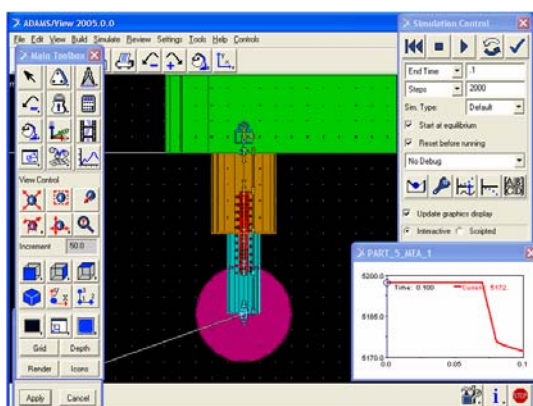 ADAMS/View 2005.0.0
File Edit View Build Simulate Review Settings Tools Help Controls
Main Toolbox
View Control
Increment 50.0
Grid Depth
Render Icons
Apply Cancel
Simulation Control
End Time .1
Steps 2000
Sim. Type: Default
Start at equilibrium
Reset before running
No Debug
Update graphics display
Interactive Scripted
PART_5_MEA_1
5200.0
Time: 0.100 Current 5172.
5185.0
5170.0
0.0 0.05 0.1
STOP